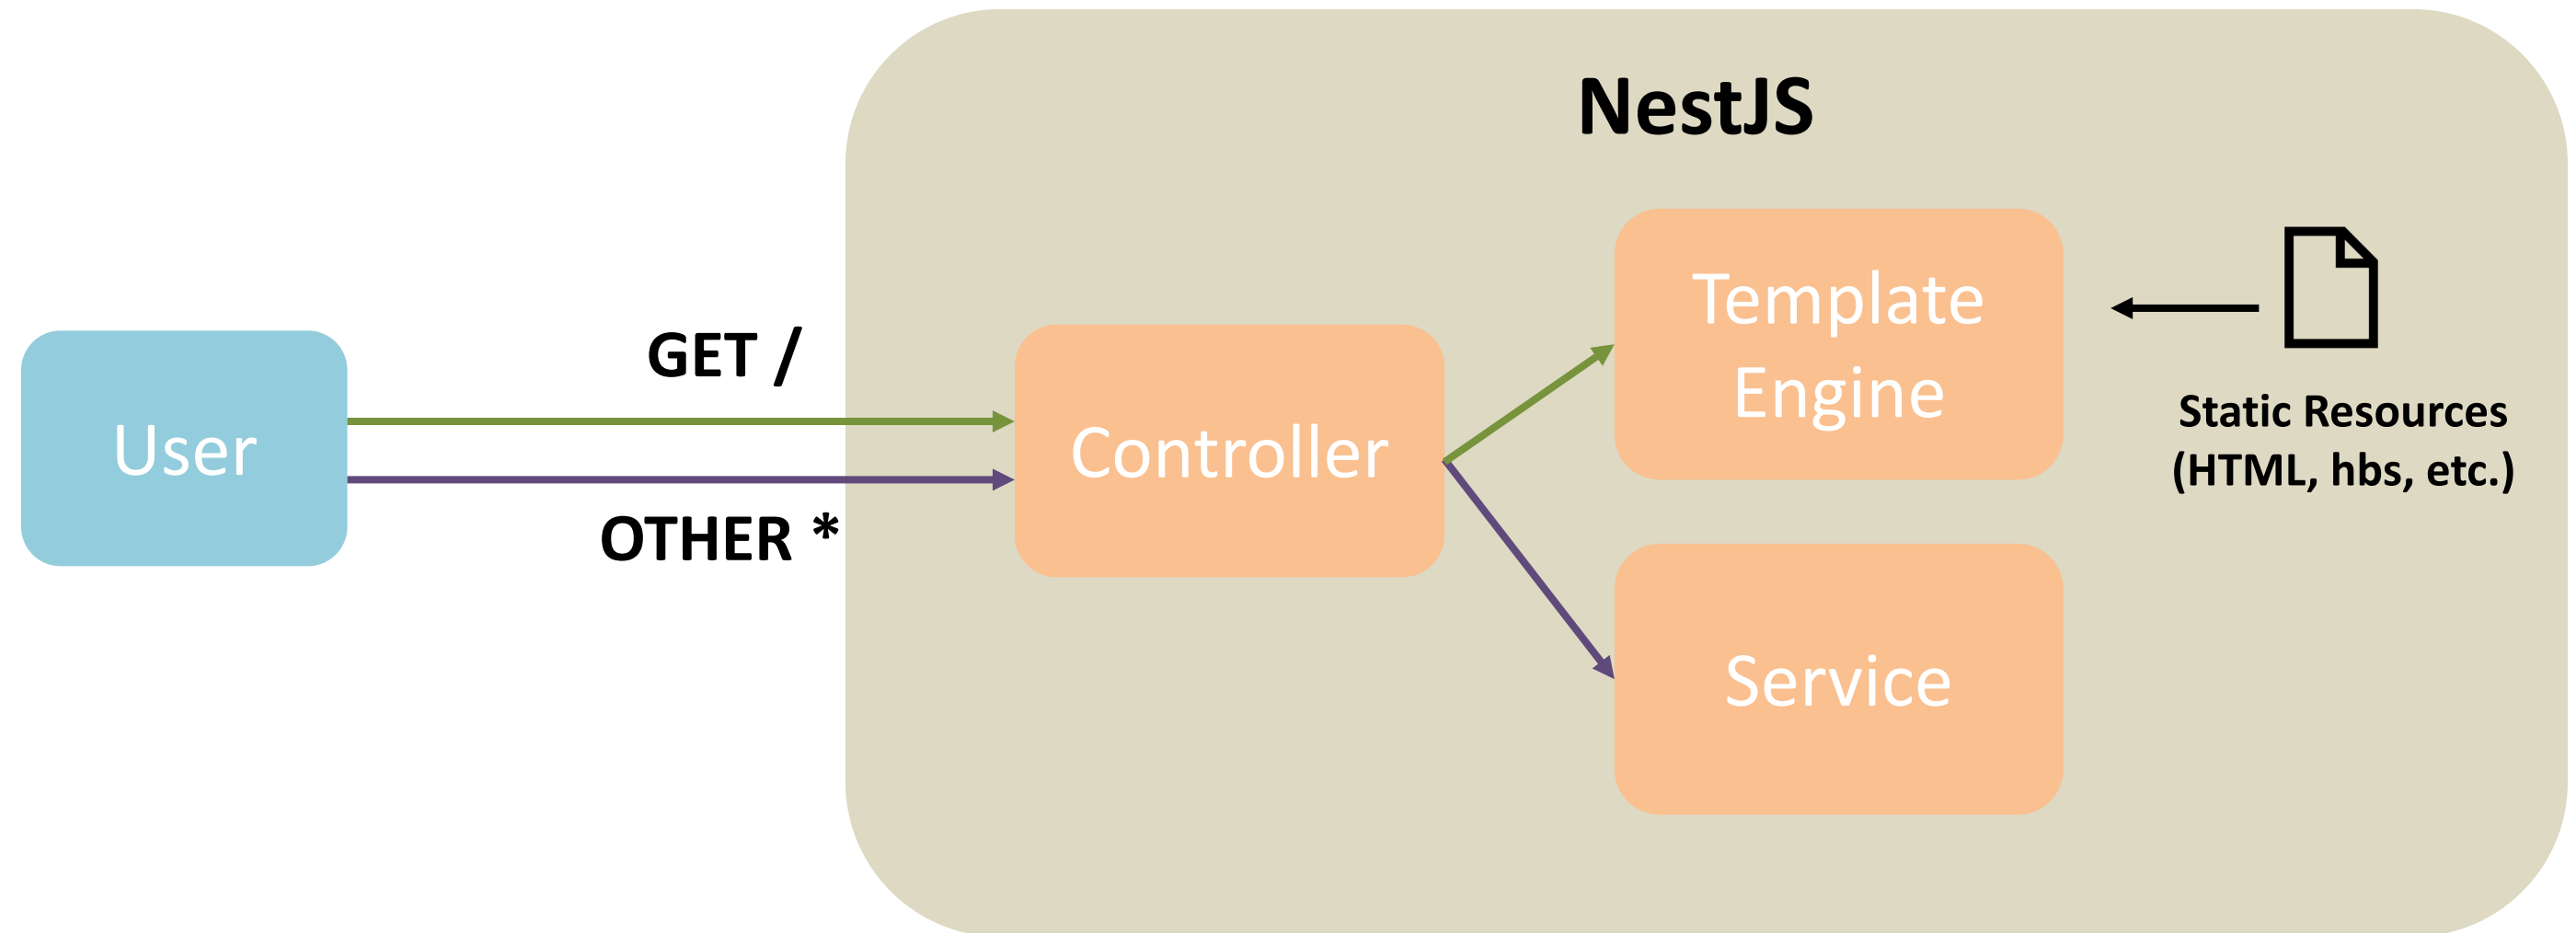 NestJS
User
GET /
OTHER *
Controller
Template
Engine
Service
Static Resources
(HTML, hbs, etc.)